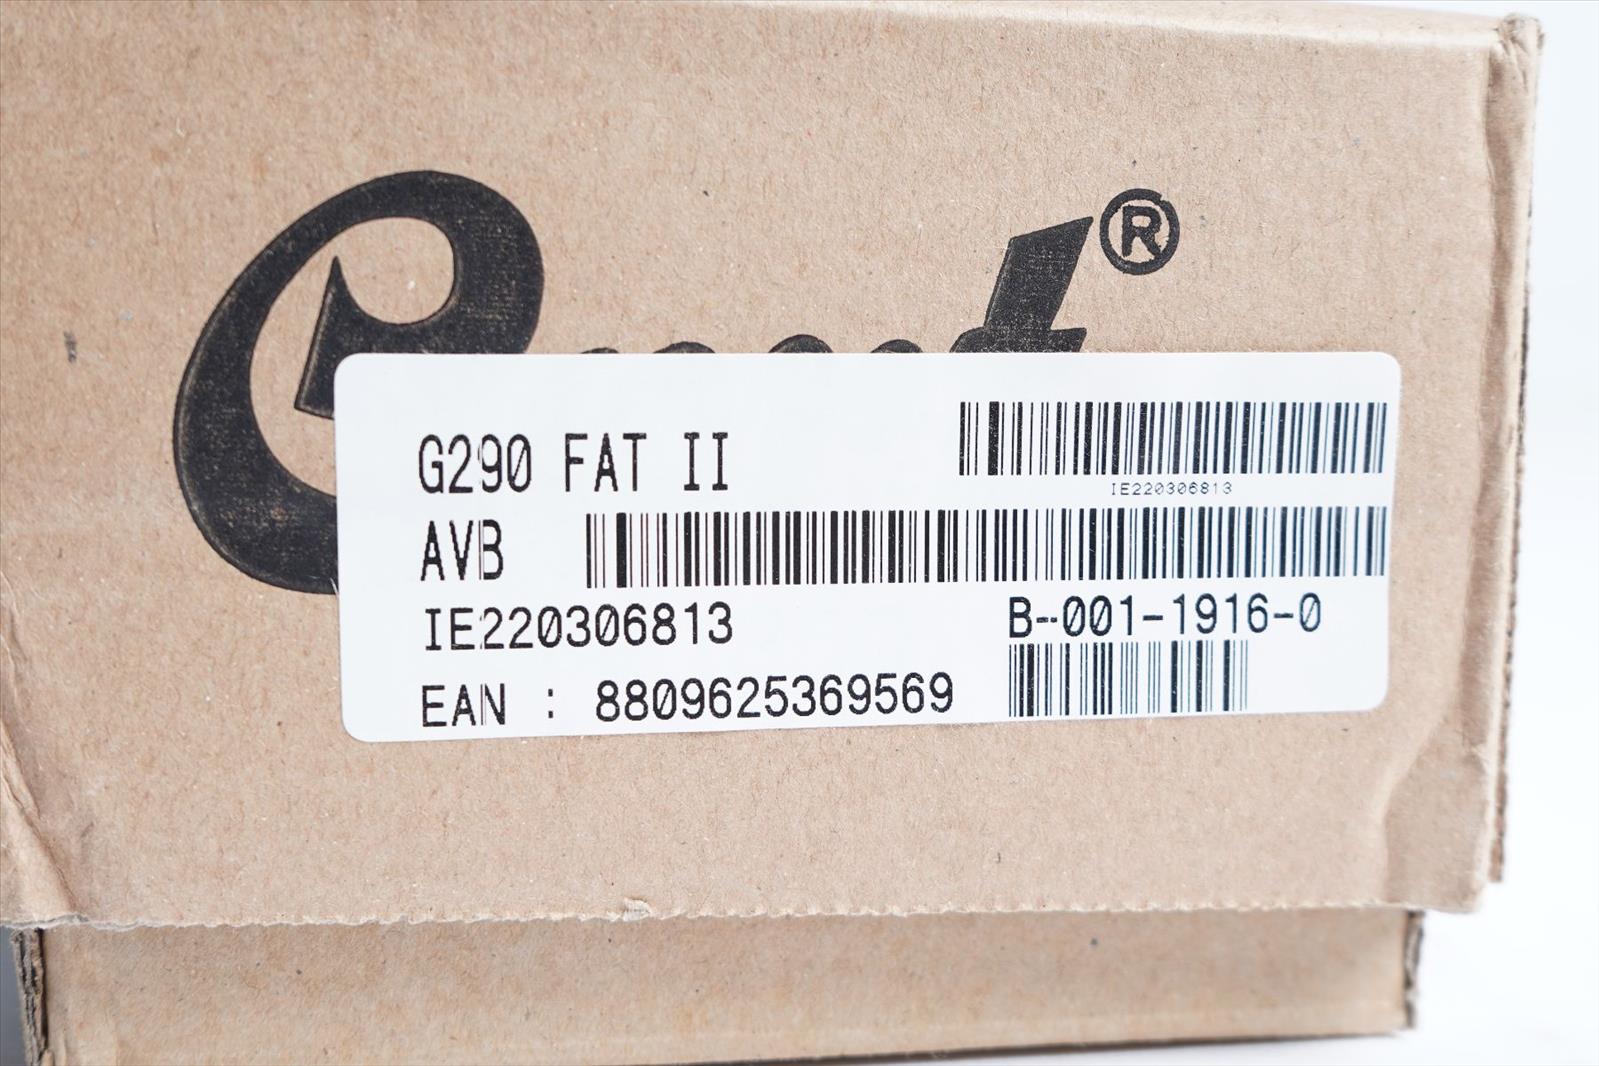 ®
G290 FAT II
IE220306813
AVB
IE220306813
B-001-1916-0
EAN : 8809625369569